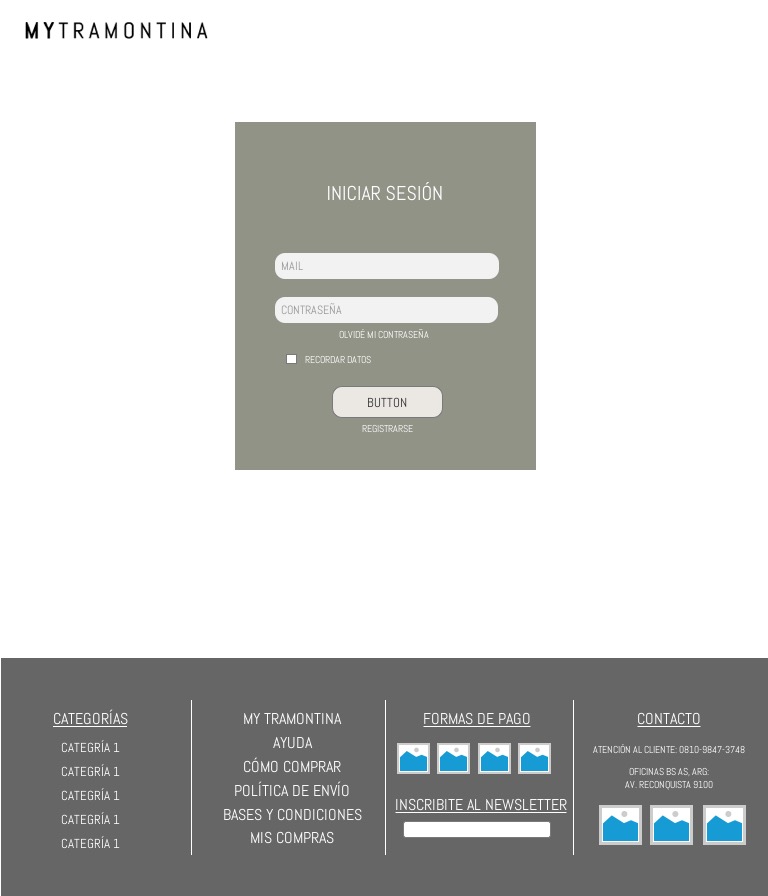 MYTRAMONTINA
INICIAR SESIÓN
MAIL
CONTRASEÑA
OLVIDÉ MI CONTRASEÑA
RECORDAR DATOS
BUTTON
REGISTRARSE
CATEGORÍAS
CATEGRÍA 1
CATEGRÍA 1
CATEGRÍA 1
CATEGRÍA 1
CATEGRÍA 1
MY TRAMONTINA
AYUDA
CÓMO COMPRAR
POLÍTICA DE ENVÍO
BASES Y CONDICIONES
MIS COMPRAS
FORMAS DE PAGO
INSCRIBITE AL NEWSLETTER
CONTACTO
ATENCIÓN AL CLIENTE: 0810-9847-3748
OFICINAS BS AS, ARG:
AV. RECONQUISTA 9100